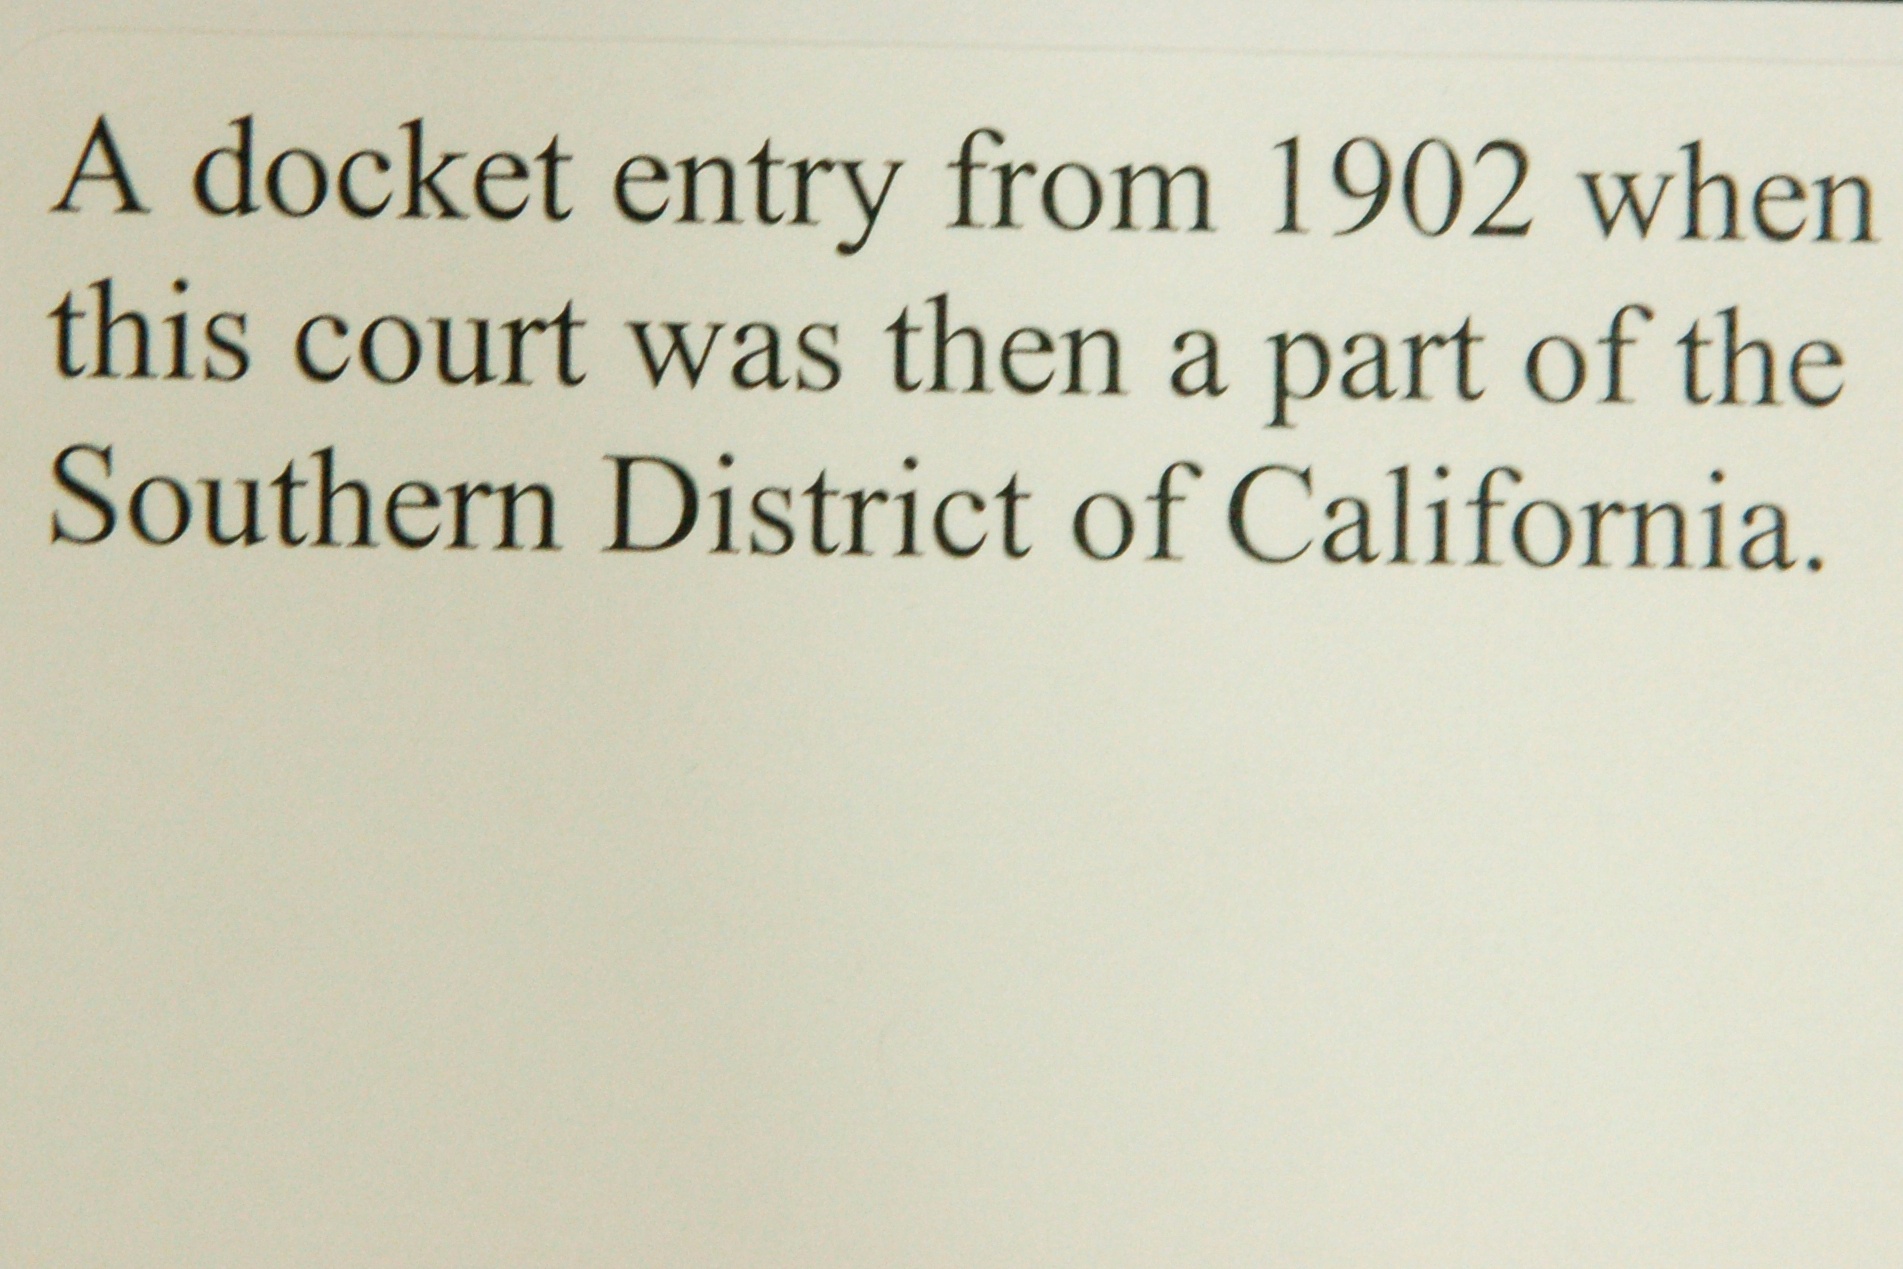 A docket entry from 1902 when
this court was then a part of the
Southern District of California.